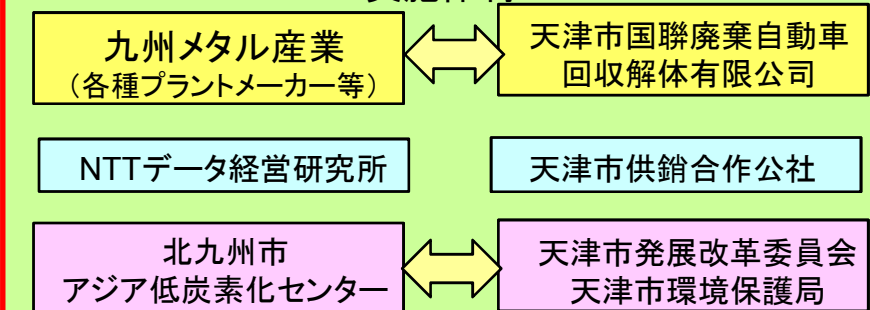 九州メタル産業
（各種プラントメーカー等）
天津市国聯廃棄自動車
回収解体有限公司
NTTデータ経営研究所
天津市供銷合作公社
北九州市
アジア低炭素化センター
天津市発展改革委員会
天津市環境保護局